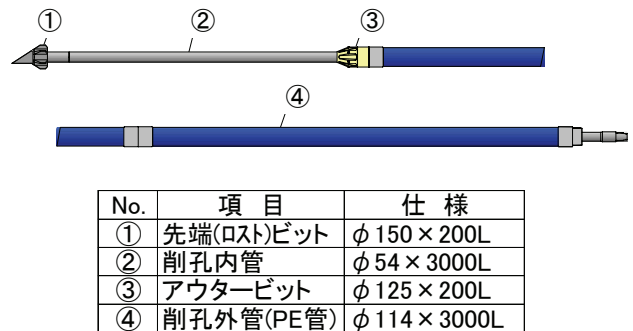 ① ② ③
④
No. 項 目 仕 様
① 先端(ロスト)ビット φ150×200L
② 削孔内管 φ54×3000L
③ アウタービット φ125×200L
④ 削孔外管(PE管) φ114×3000L